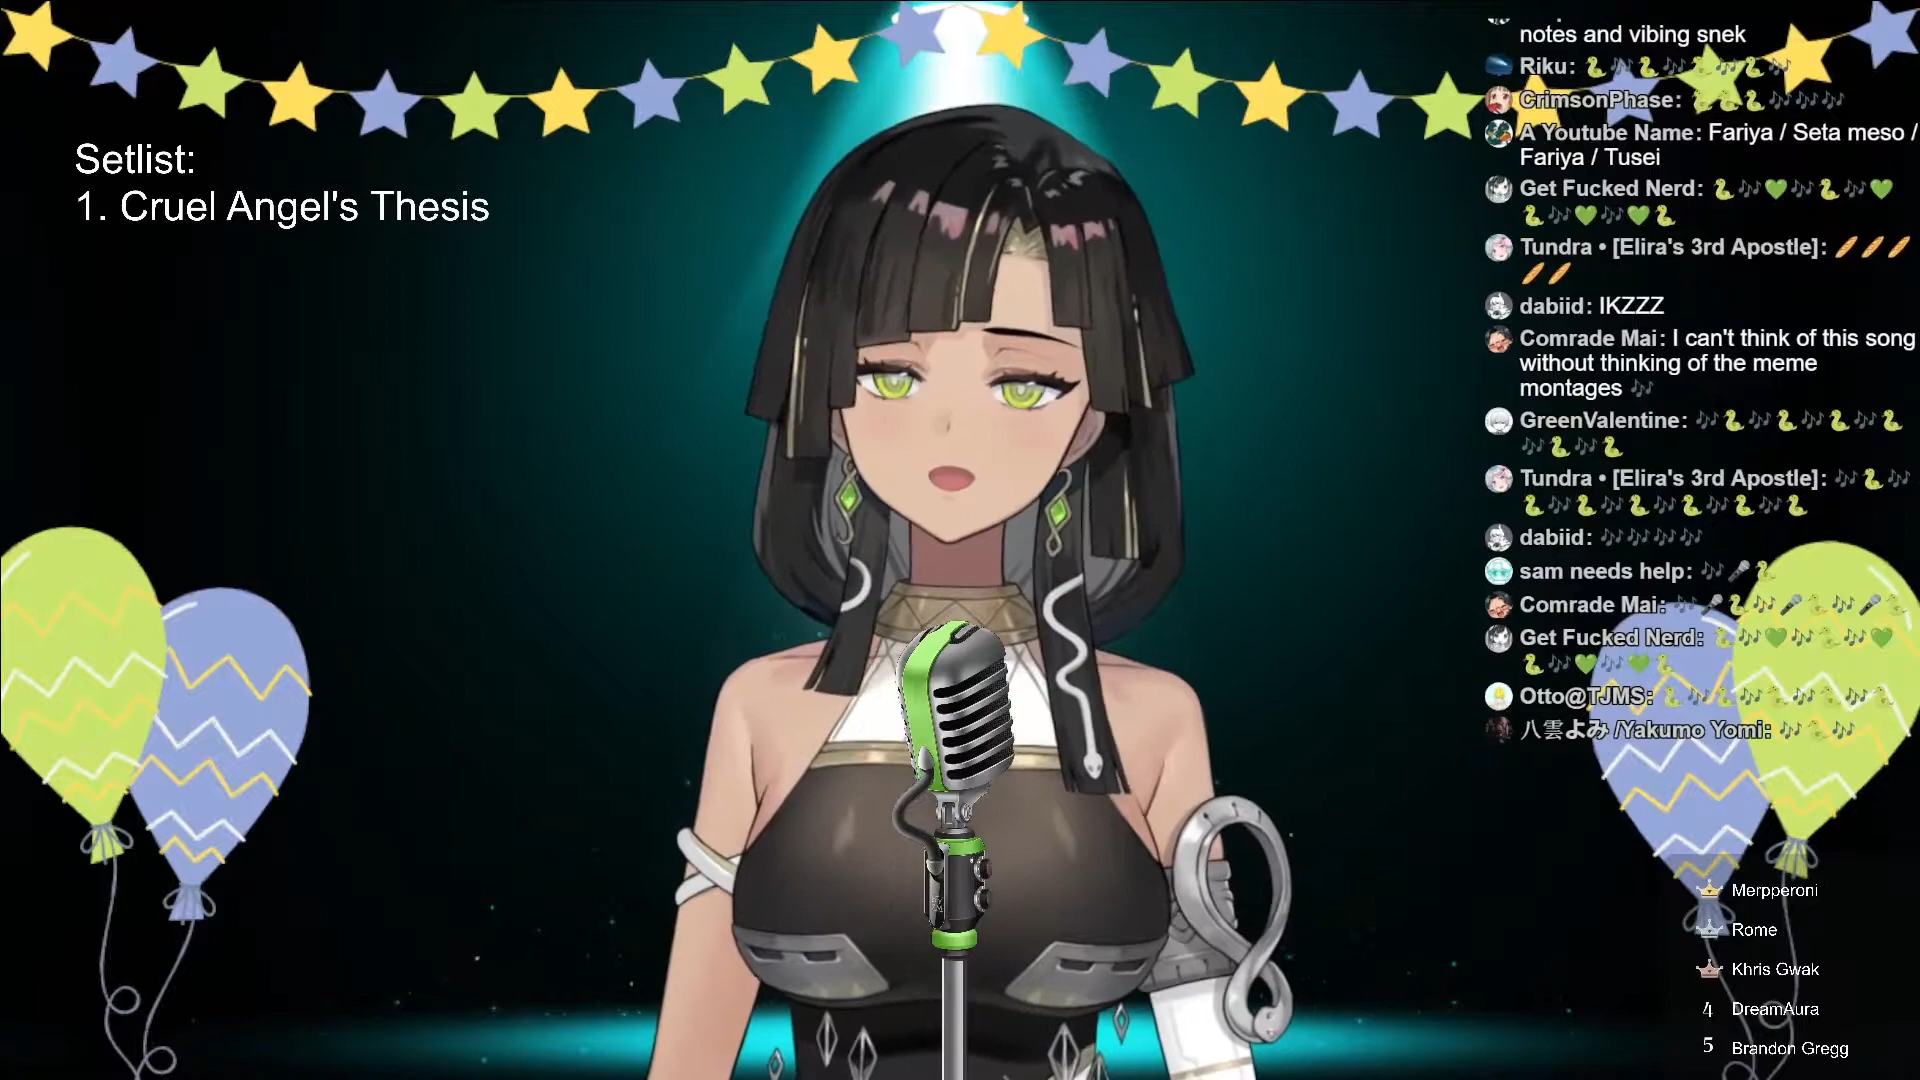 Setlist:
1. Cruel Angel's Thesis
notes and vibing snek
Riku: 🐍🎶🐍🎶🐍🎶🐍🎶
CrimsonPhase: 🐍🐍🐍🎶🎶🎶
A Youtube Name: Fariya / Seta meso /
Fariya / Tusei
Get Fucked Nerd: 🐍🎶💚🎶🐍🎶💚
🐍🎶💚🎶💚🐍
Tundra • [Elira's 3rd Apostle]: 🥖🥖🥖
🥖🥖
dabiid: IKZZZ
Comrade Mai: I can't think of this song
without thinking of the meme
montages 🎶
GreenValentine: 🎶🐍🎶🐍🎶🐍🎶🐍
🎶🐍🎶🐍
Tundra • [Elira's 3rd Apostle]: 🎶🐍🎶
🐍🎶🐍🎶🐍🎶🐍🎶🐍🎶🐍
dabiid: 🎶🎶🎶🎶
sam needs help: 🎶🎤🐍
Comrade Mai: 🎶🎤🐍🎶🎤🐍🎶🎤🐍
Get Fucked Nerd: 🐍🎶💚🎶🐍🎶💚
🐍🎶💚🎶💚🐍
Otto@TJMS: 🐍🎶🐍🎶🐍🎶🐍🎶🐍
八雲よみ /Yakumo Yomi: 🎶🐍🎶
Merpperoni
Rome
Khris Gwak
4 DreamAura
5 Brandon Gregg